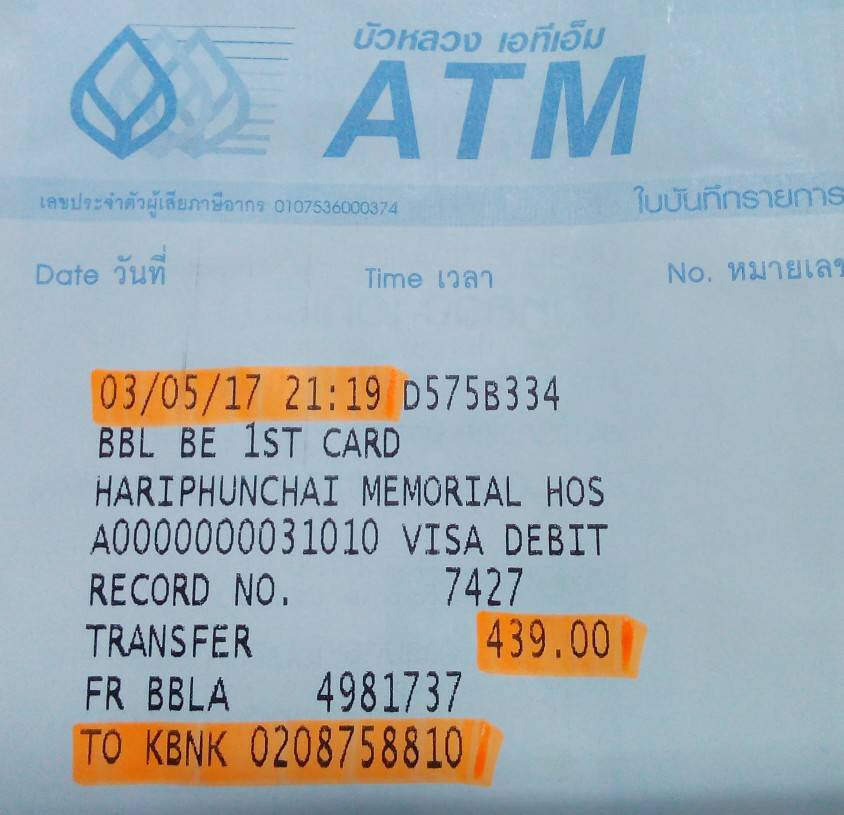 บัวหลวง เอทีเอ็ม
ATM
เลขประจำตัวผู้เสียภาษีอากร 0107536000374 ใบบันทึกรายการ
Date วันที่ Time เวลา No. หมายเลข
03/05/17 21:19 D575B334
BBL BE 1ST CARD
HARIPHUNCHAI MEMORIAL HOS
A0000000031010 VISA DEBIT
RECORD NO. 7427
TRANSFER 439.00
FR BBLA 4981737
TO KBNK 0208758810